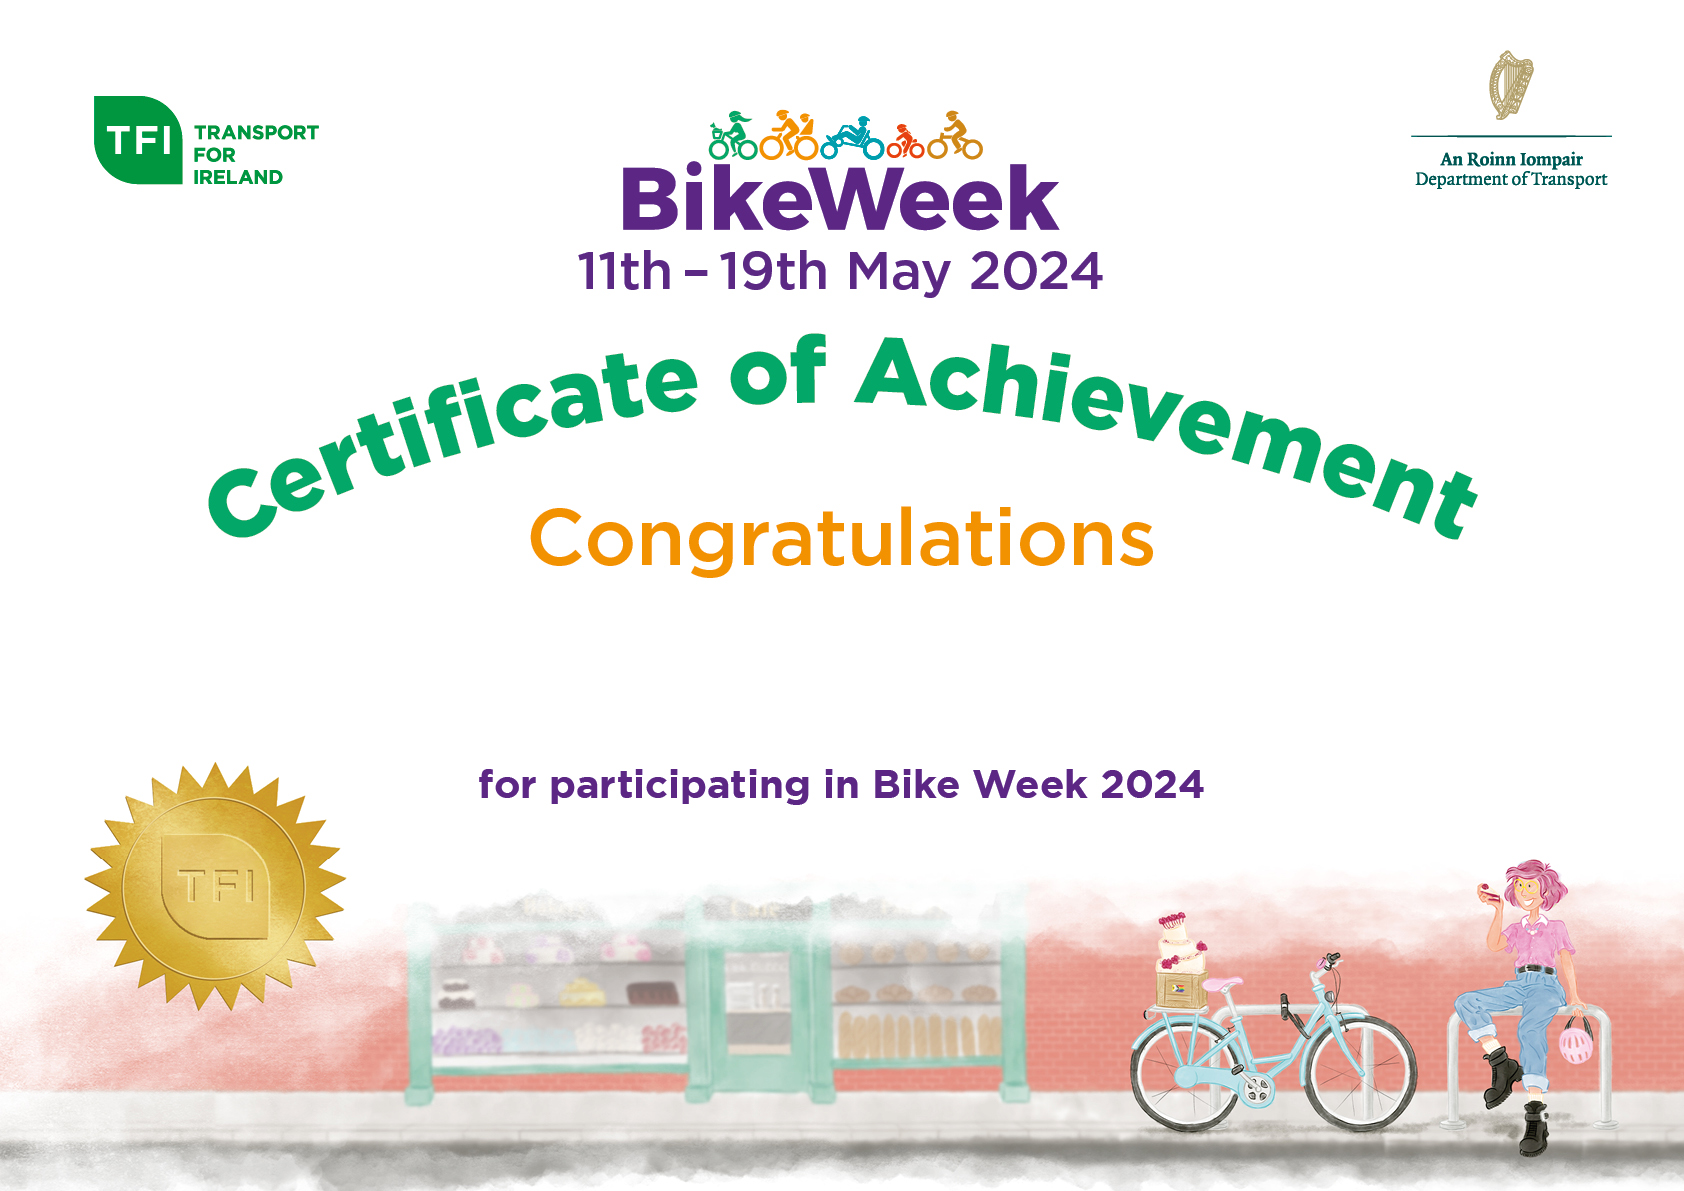 TFI
TRANSPORT
FOR
IRELAND
An Roinn Iompair
Department of Transport
BikeWeek
11th – 19th May 2024
Certificate of Achievement
Congratulations
for participating in Bike Week 2024
TFI